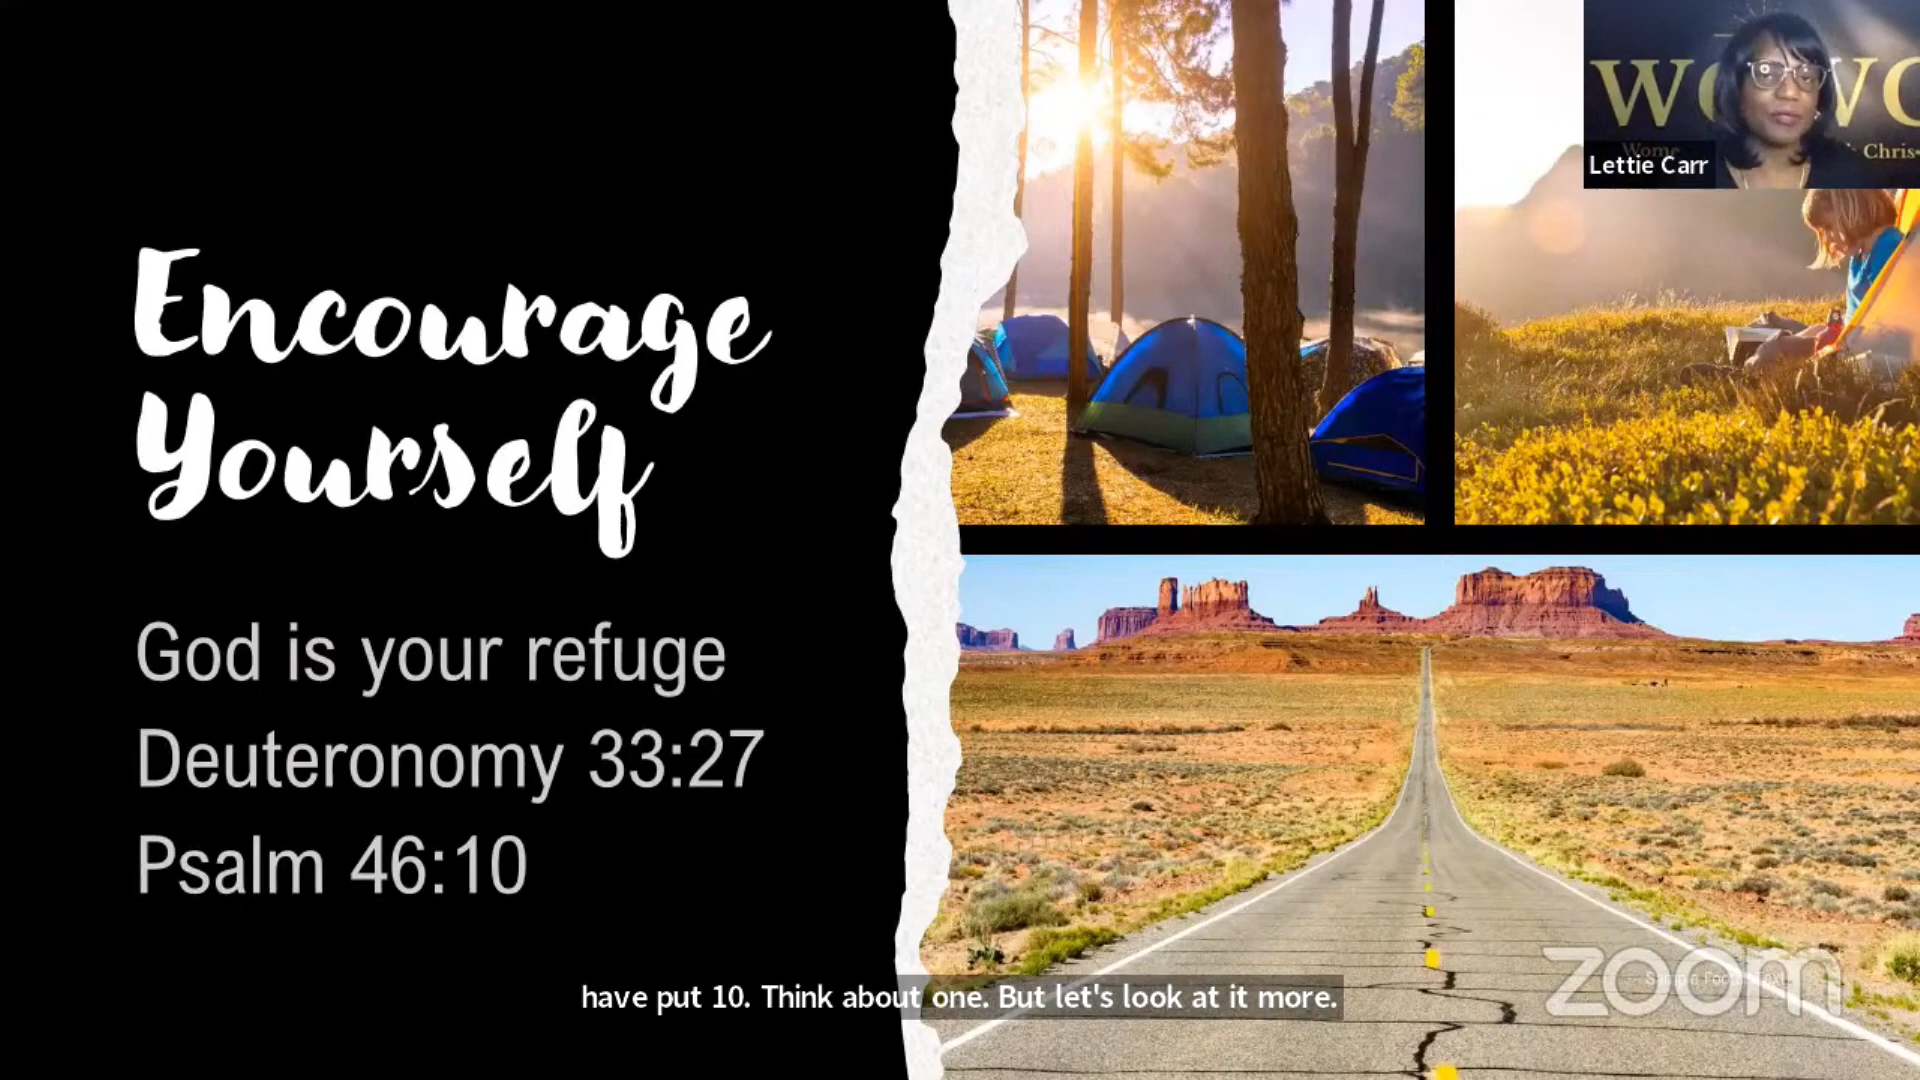 Encourage
Yourself
God is your refuge
Deuteronomy 33:27
Psalm 46:10
Lettie Carr
Chris
have put 10. Think about one. But let's look at it more.
zoom